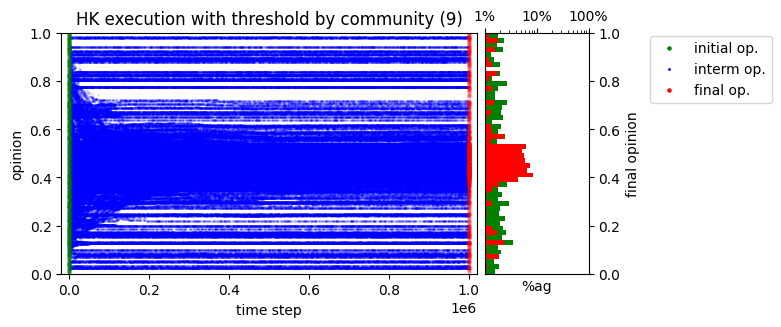 HK execution with threshold by community (9)
1% 10% 100%
initial op.
interm op.
final op.
1.0 1.0
0.8 0.8
0.6 0.6
opinion
final opinion
0.4 0.4
0.2 0.2
0.0 0.0
0.0 0.2 0.4 0.6 0.8 1.0
%ag
time step
1e6